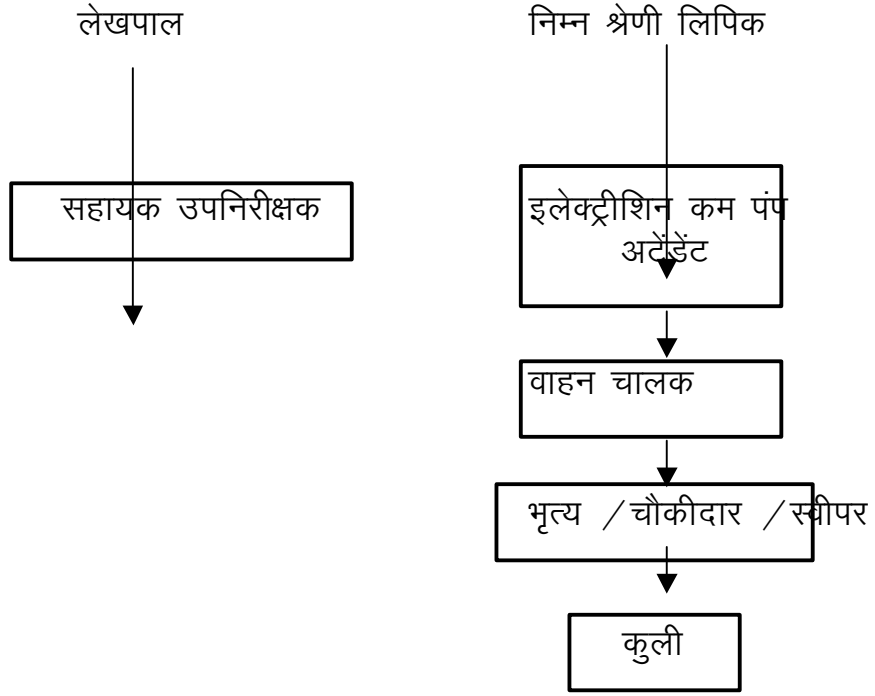 लेखपाल
निम्न श्रेणी लिपिक
सहायक उपनिरीक्षक
इलेक्ट्रीशिन कम पंप
अटेंडेंट
वाहन चालक
भृत्य /चौकीदार /स्वीपर
कुली